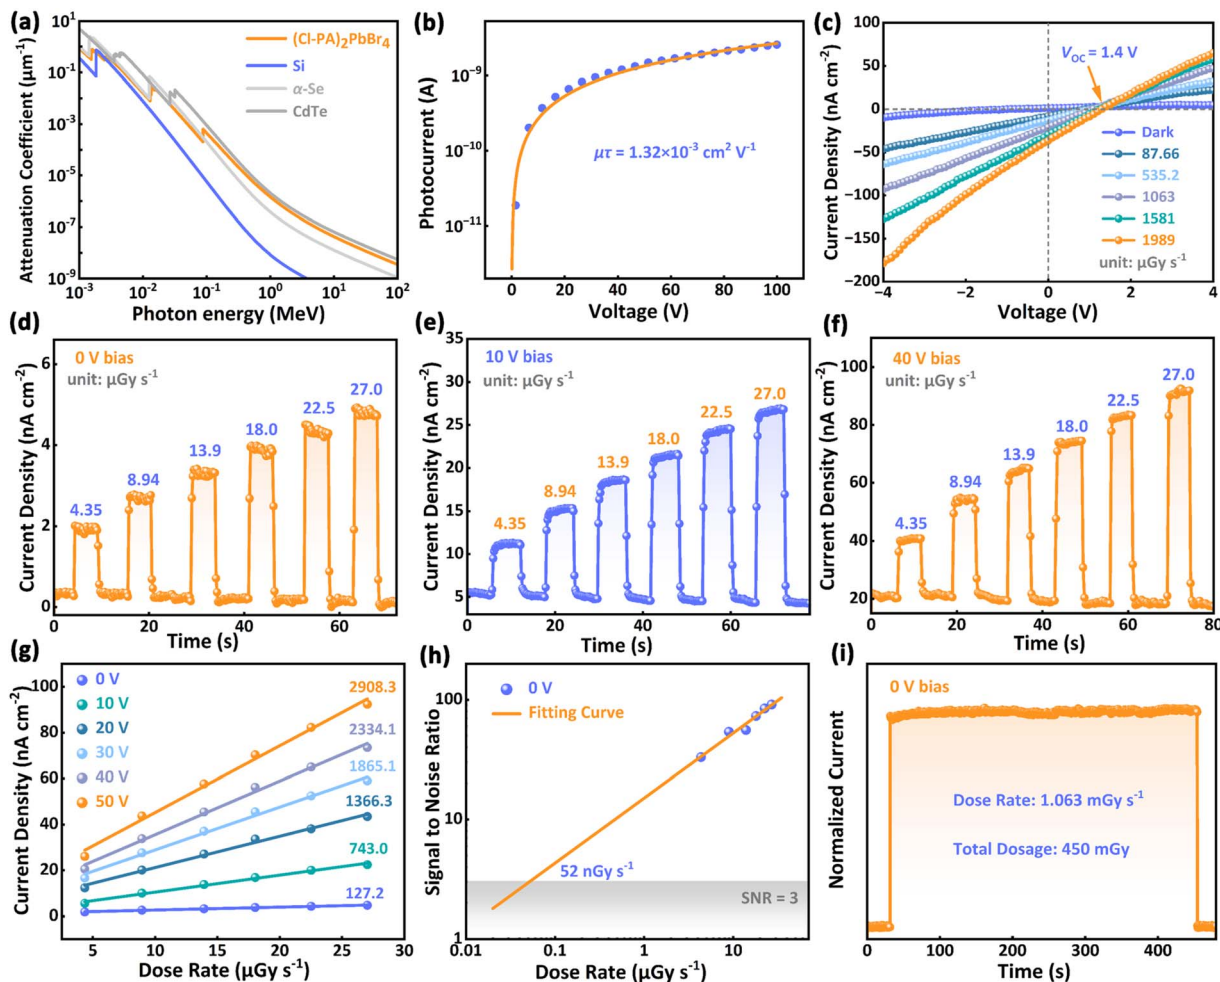 (a)
Attenuation Coefficient (μm⁻¹)
10¹
10⁻¹
10⁻³
10⁻⁵
10⁻⁷
10⁻⁹
(Cl-PA)₂PbBr₄
Si
α-Se
CdTe
10⁻³ 10⁻² 10⁻¹ 10⁰ 10¹ 10²
Photon energy (MeV)
(b)
Photocurrent (A)
10⁻⁹
10⁻¹⁰
10⁻¹¹
μτ = 1.32×10⁻³ cm² V⁻¹
0 20 40 60 80 100
Voltage (V)
(c)
Current Density (nA cm⁻²)
100
50
0
−50
−100
−150
−200
V_OC = 1.4 V
Dark
87.66
535.2
1063
1581
1989
unit: μGy s⁻¹
−4 −2 0 2 4
Voltage (V)
(d)
Current Density (nA cm⁻²)
6
4
2
0
0 V bias
unit: μGy s⁻¹
4.35
8.94
13.9
18.0
22.5
27.0
0 20 40 60
Time (s)
(e)
Current Density (nA cm⁻²)
35
30
25
20
15
10
5
10 V bias
unit: μGy s⁻¹
4.35
8.94
13.9
18.0
22.5
27.0
0 20 40 60
Time (s)
(f)
Current Density (nA cm⁻²)
100
80
60
40
20
40 V bias
unit: μGy s⁻¹
4.35
8.94
13.9
18.0
22.5
27.0
0 20 40 60 80
Time (s)
(g)
Current Density (nA cm⁻²)
100
80
60
40
20
0
0 V
10 V
20 V
30 V
40 V
50 V
2908.3
2334.1
1865.1
1366.3
743.0
127.2
5 10 15 20 25 30
Dose Rate (μGy s⁻¹)
(h)
Signal to Noise Ratio
100
10
1
0 V
Fitting Curve
52 nGy s⁻¹
SNR = 3
0.01 0.1 1 10
Dose Rate (μGy s⁻¹)
(i)
Normalized Current
0 V bias
Dose Rate: 1.063 mGy s⁻¹
Total Dosage: 450 mGy
0 100 200 300 400
Time (s)